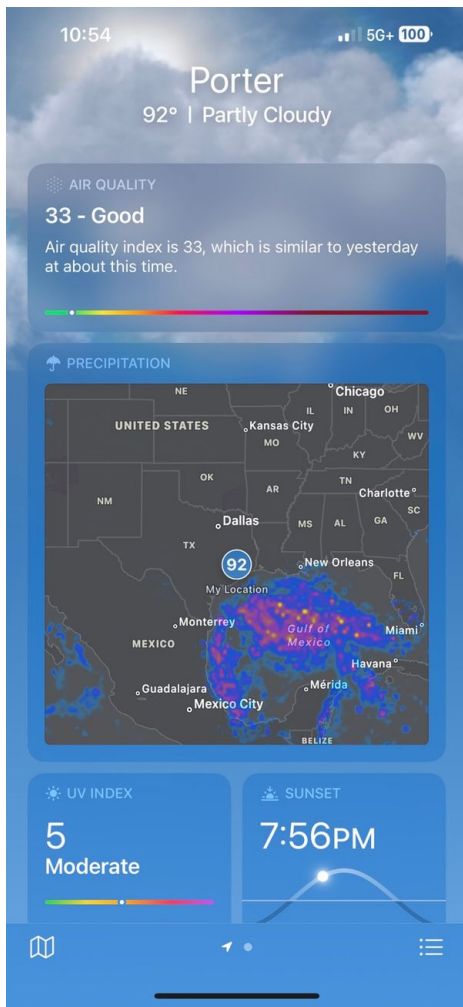 10:54
5G+ 100
Porter
92° | Partly Cloudy
AIR QUALITY
33 - Good
Air quality index is 33, which is similar to yesterday
at about this time.
PRECIPITATION
NE
Chicago
IL
IN
OH
UNITED STATES
Kansas City
MO
WV
KY
OK
TN
NM
AR
Charlotte
SC
Dallas
MS
AL
GA
TX
92
New Orleans
FL
My Location
Monterrey
Gulf of
Mexico
Miami
MEXICO
Havana
Guadalajara
Mérida
Mexico City
BELIZE
UV INDEX
5
Moderate
SUNSET
7:56PM